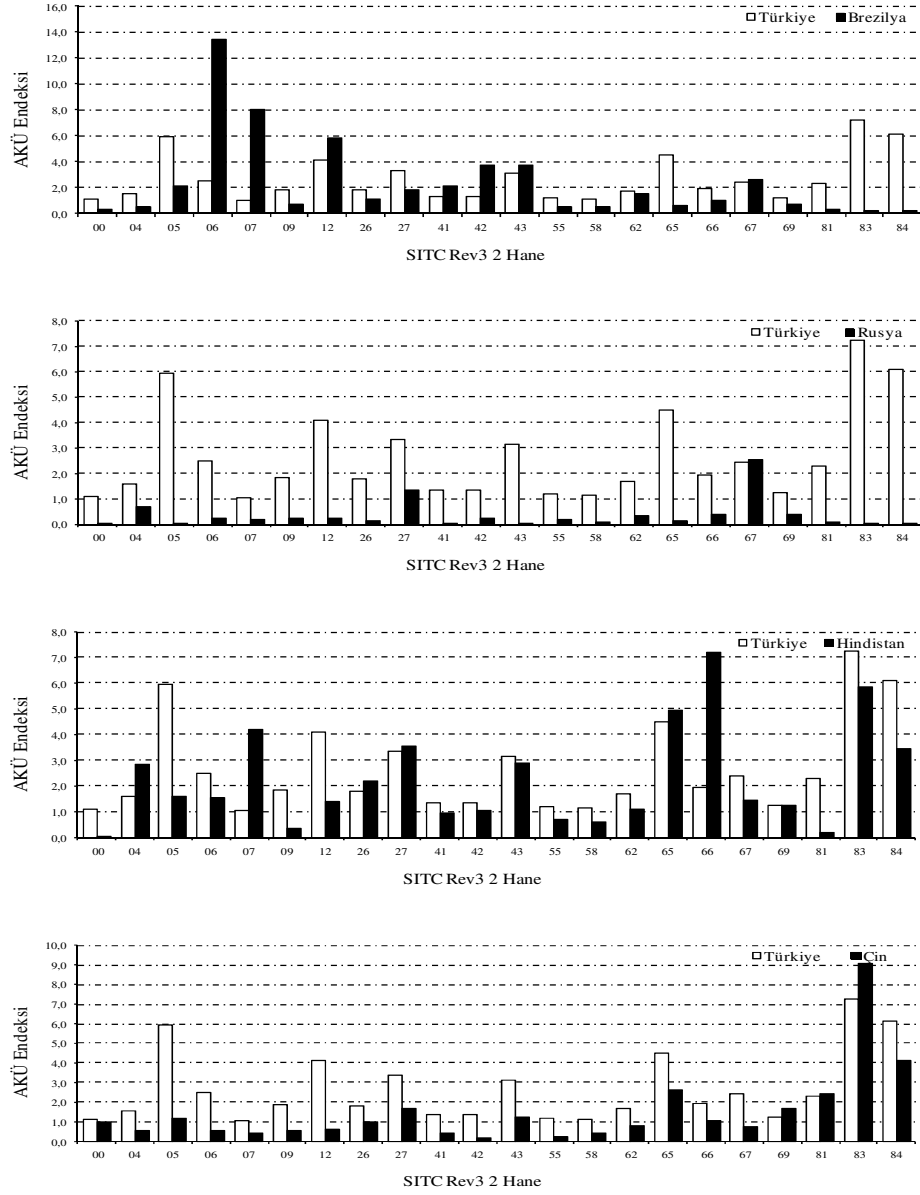 16,0
14,0
12,0
10,0
8,0
6,0
4,0
2,0
0,0
AKÜ Endeksi
Türkiye Brezilya
00 04 05 06 07 09 12 26 27 41 42 43 55 58 62 65 66 67 69 81 83 84
SITC Rev3 2 Hane
8,0
7,0
6,0
5,0
4,0
3,0
2,0
1,0
0,0
AKÜ Endeksi
Türkiye Rusya
00 04 05 06 07 09 12 26 27 41 42 43 55 58 62 65 66 67 69 81 83 84
SITC Rev3 2 Hane
8,0
7,0
6,0
5,0
4,0
3,0
2,0
1,0
0,0
AKÜ Endeksi
Türkiye Hindistan
00 04 05 06 07 09 12 26 27 41 42 43 55 58 62 65 66 67 69 81 83 84
SITC Rev3 2 Hane
10,0
9,0
8,0
7,0
6,0
5,0
4,0
3,0
2,0
1,0
0,0
AKÜ Endeksi
Türkiye Çin
00 04 05 06 07 09 12 26 27 41 42 43 55 58 62 65 66 67 69 81 83 84
SITC Rev3 2 Hane